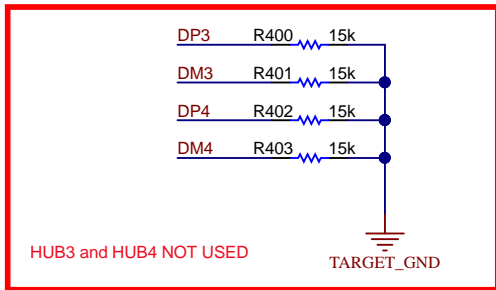 DP3 R400 15k
DM3 R401 15k
DP4 R402 15k
DM4 R403 15k
HUB3 and HUB4 NOT USED
TARGET_GND